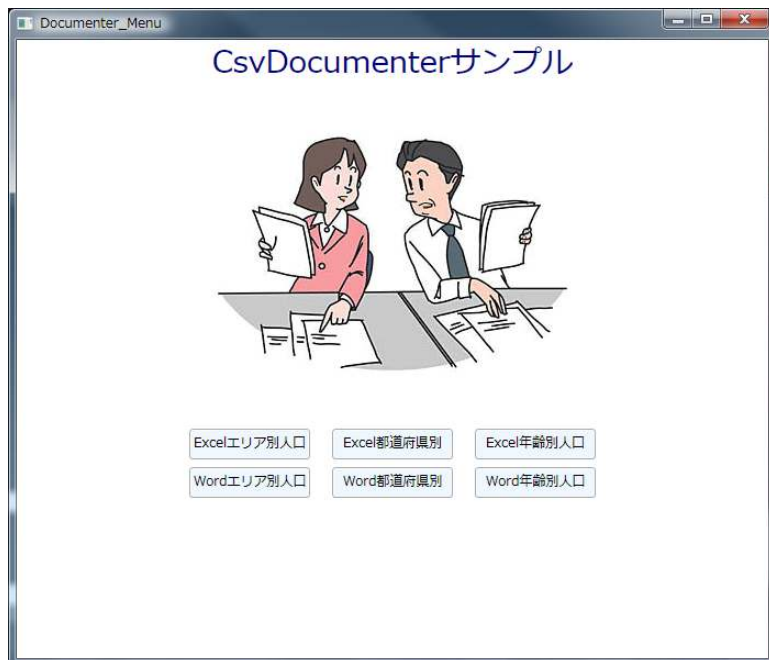 Documenter_Menu
CsvDocumenterサンプル
Excelエリア別人口 Excel都道府県別 Excel年齢別人口
Wordエリア別人口 Word都道府県別 Word年齢別人口